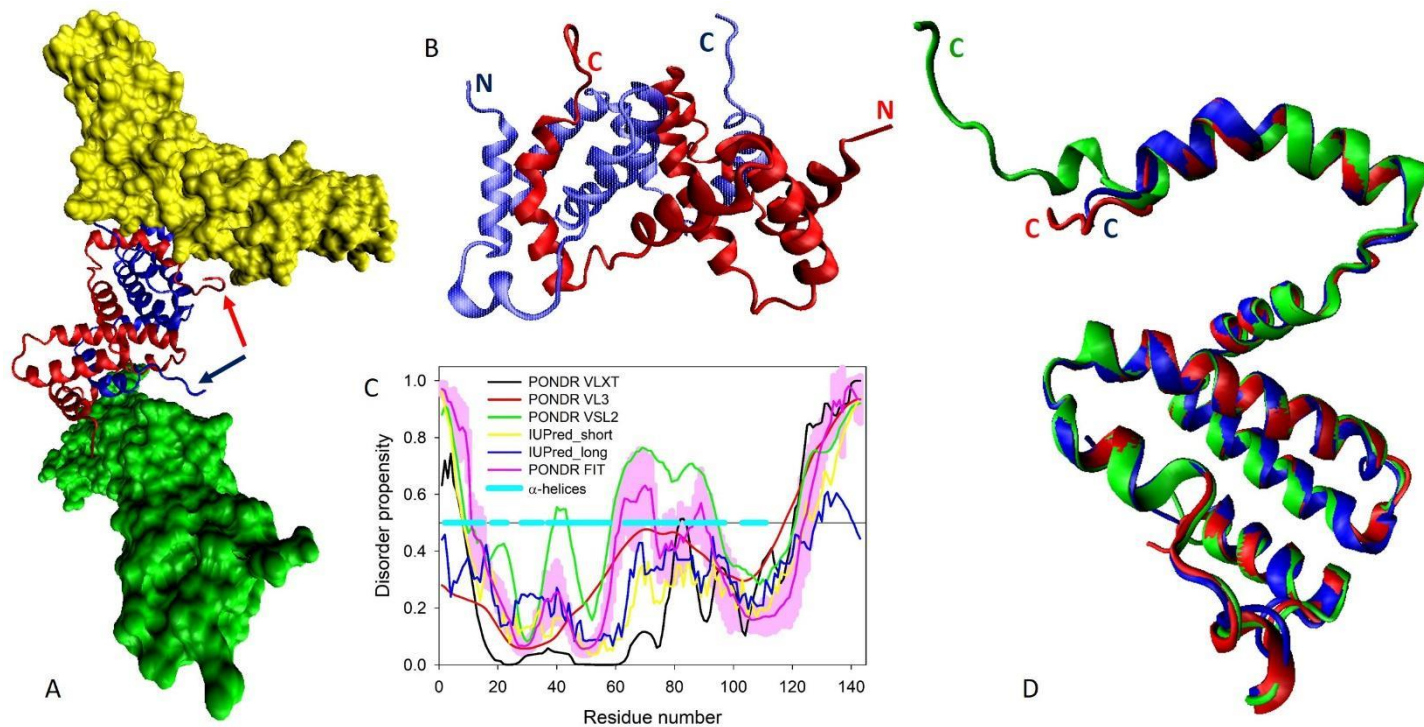 B
N
C
C
N
C
C
C
C
1.0
0.8
0.6
0.4
0.2
0.0
Disorder propensity
PONDR VLXT
PONDR VL3
PONDR VSL2
IUPred_short
IUPred_long
PONDR FIT
α-helices
0 20 40 60 80 100 120 140
Residue number
A
D